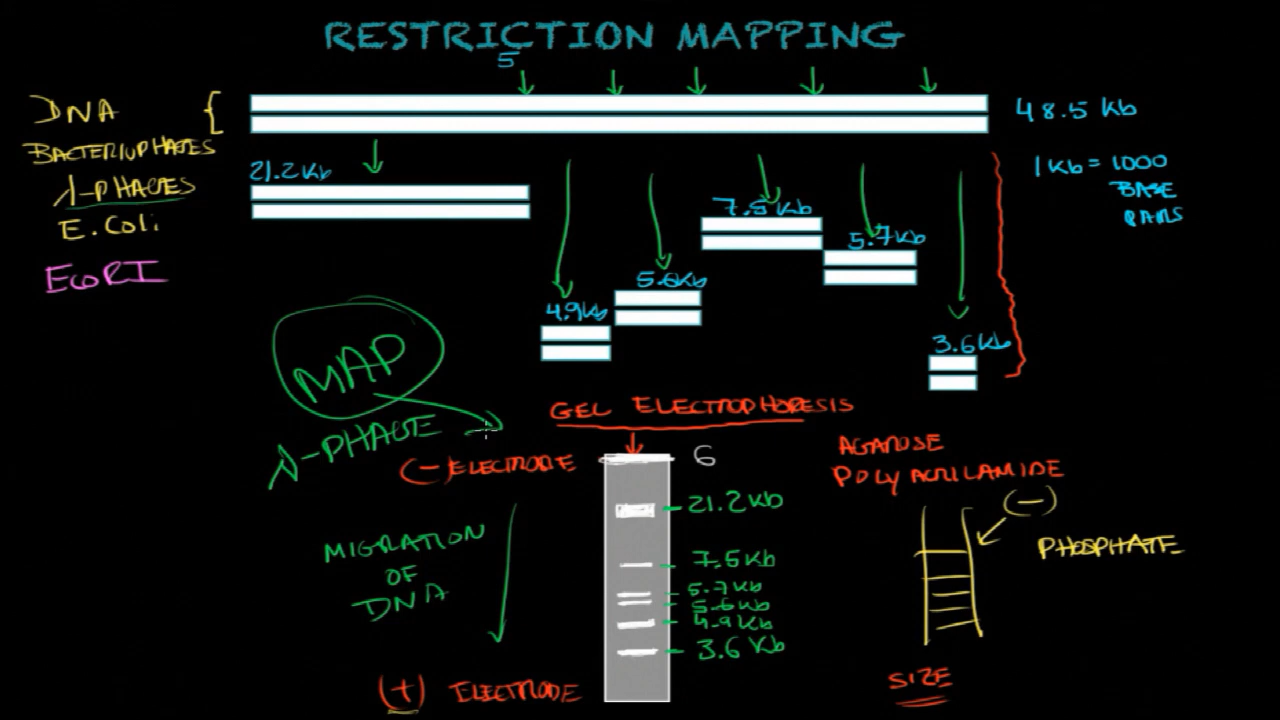 RESTRICTION MAPPING
5
DNA {
48.5 Kb
BACTERIOPHAGES
λ-PHAGES
E. Coli
EcoRI
1 Kb = 1000
BASE
PAIRS
21.2 Kb
7.5 Kb
5.7 Kb
5.6 Kb
4.9 Kb
3.6 Kb
MAP
λ-PHAGE
GEL ELECTROPHORESIS
(-) ELECTRODE
6
AGAROSE
POLYACRILAMIDE
21.2 Kb
7.5 Kb
5.7 Kb
5.6 Kb
4.9 Kb
3.6 Kb
MIGRATION
OF
DNA
(-)
PHOSPHATE
(+) ELECTRODE
SIZE